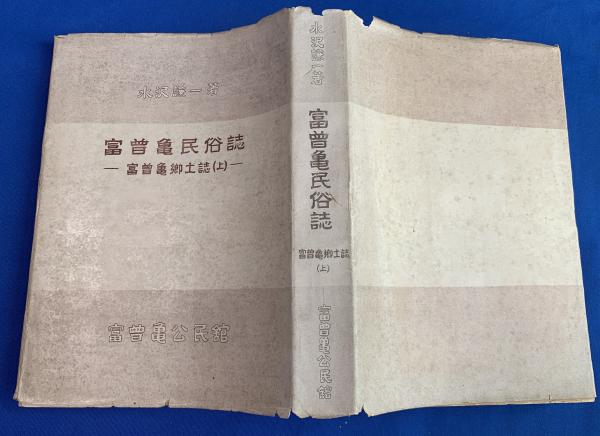 水沢謙一著
富曽亀民俗誌
― 富曽亀郷土誌(上) ―
富曽亀公民館
水沢謙一著
富曽亀民俗誌
富曽亀郷土誌
(上)
富曽亀公民館